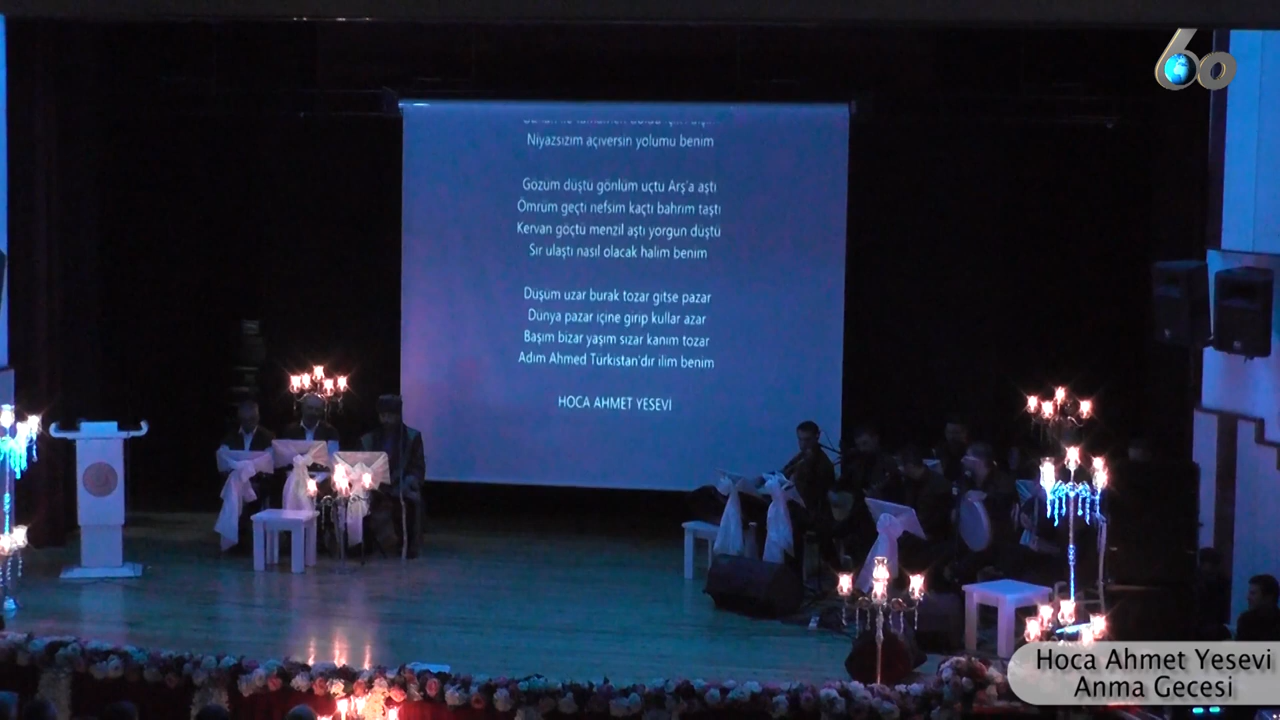 60
Niyazsızım açıversin yolumu benim
Gözüm düştü gönlüm uçtu Arş'a aştı
Ömrüm geçti nefsim kaçtı bahrım taştı
Kervan göçtü menzil aştı yorgun düştü
Sır ulaştı nasıl olacak halim benim
Düşüm uzar burak tozar gitse pazar
Dünya pazar içine girip kullar azar
Başım bizar yaşım sızar kanım tozar
Adım Ahmed Türkistan'dır ilim benim
HOCA AHMET YESEVİ
Hoca Ahmet Yesevi
Anma Gecesi